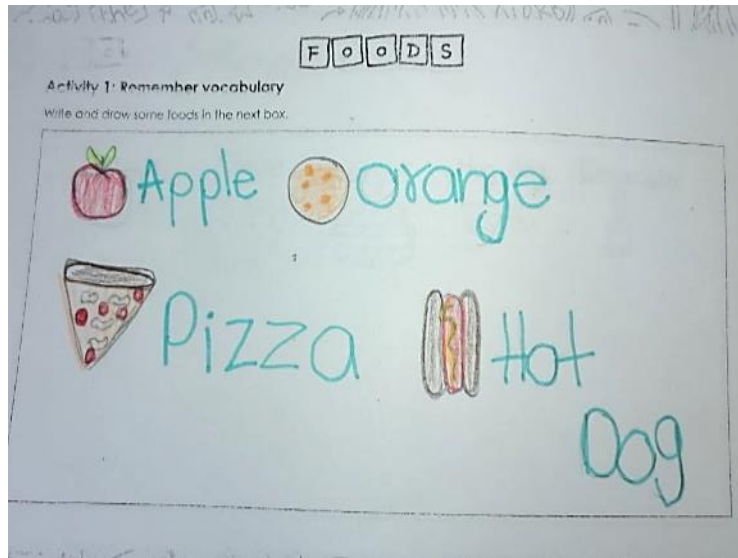 FOODS
Activity 1: Remember vocabulary
Write and draw some foods in the next box.
Apple orange
Pizza Hot
Dog